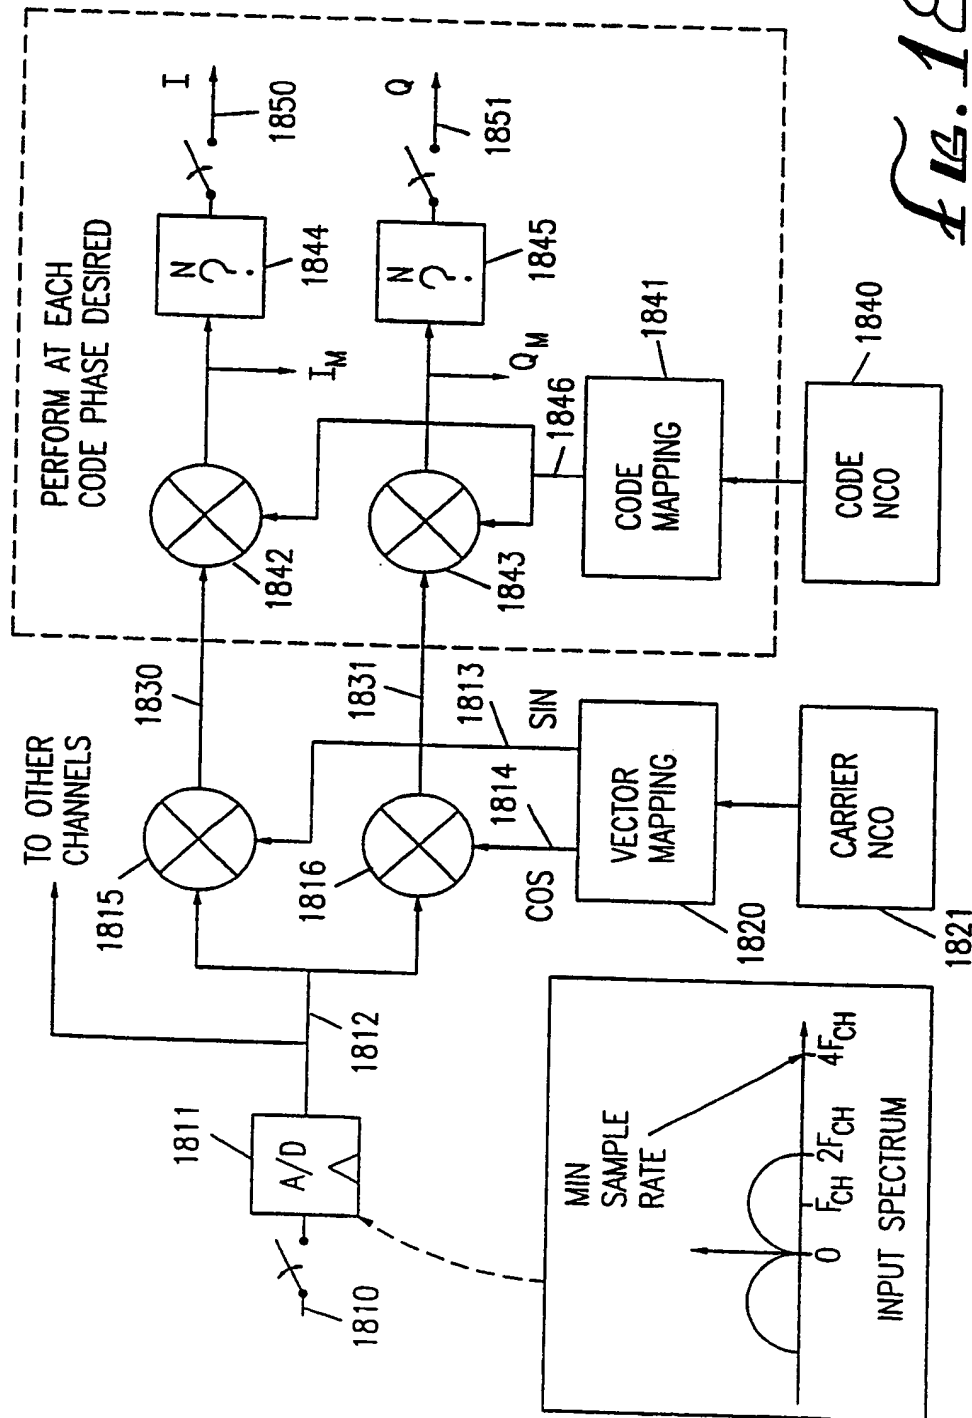 TO OTHER
CHANNELS
PERFORM AT EACH
CODE PHASE DESIRED
1810
1811
A/D
1812
1815
1816
1830
1831
1842
1843
I_M
Q_M
N
?
1844
N
?
1845
I
1850
Q
1851
COS
1814
1813
SIN
VECTOR
MAPPING
1820
CARRIER
NCO
1821
1846
CODE
MAPPING
1841
CODE
NCO
1840
MIN
SAMPLE
RATE
0
F_CH
2F_CH
4F_CH
INPUT SPECTRUM
FIG. 18